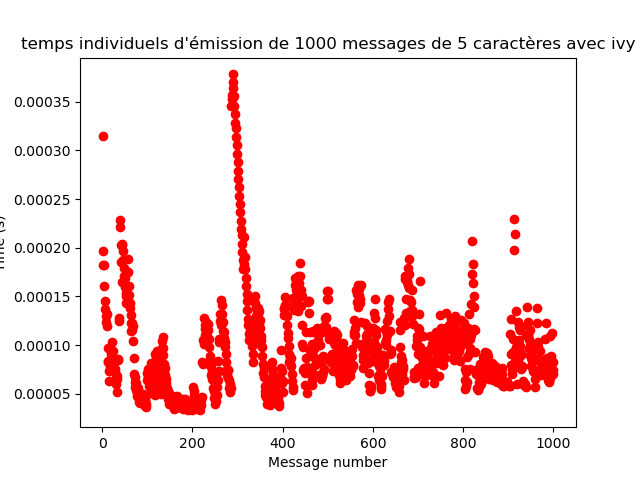 temps individuels d'émission de 1000 messages de 5 caractères avec ivy
0.00035
0.00030
0.00025
0.00020
0.00015
0.00010
0.00005
Time (s)
0 200 400 600 800 1000
Message number